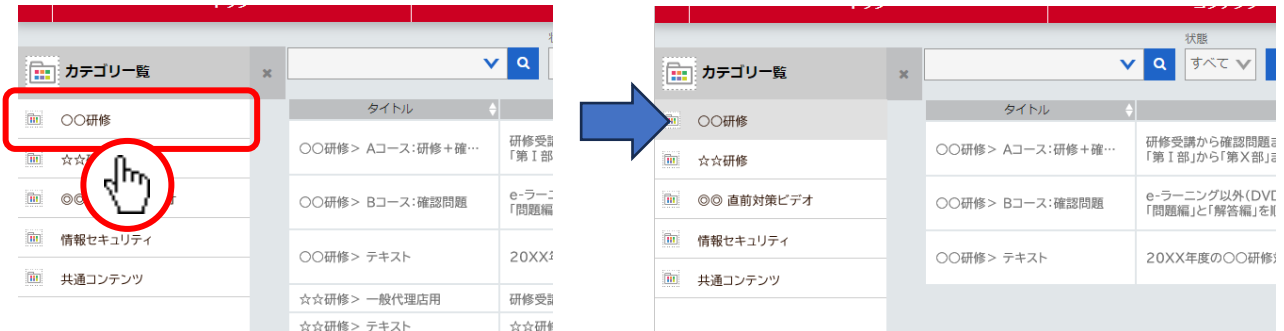 カテゴリ一覧
○○研修
情報セキュリティ
共通コンテンツ
タイトル
○○研修> Aコース:研修+確…
○○研修> Bコース:確認問題
○○研修> テキスト
☆☆研修> 一般代理店用
☆☆研修> テキスト
研修受
「第Ⅰ部
e-ラー
「問題編
20XX
研修受
☆☆研
カテゴリ一覧
○○研修
☆☆研修
◎◎ 直前対策ビデオ
情報セキュリティ
共通コンテンツ
状態
すべて
タイトル
○○研修> Aコース:研修+確…
研修受講から確認問題
「第Ⅰ部」から「第Ⅹ部」
○○研修> Bコース:確認問題
e-ラーニング以外(DVD
「問題編」と「解答編」を
○○研修> テキスト
20XX年度の○○研修